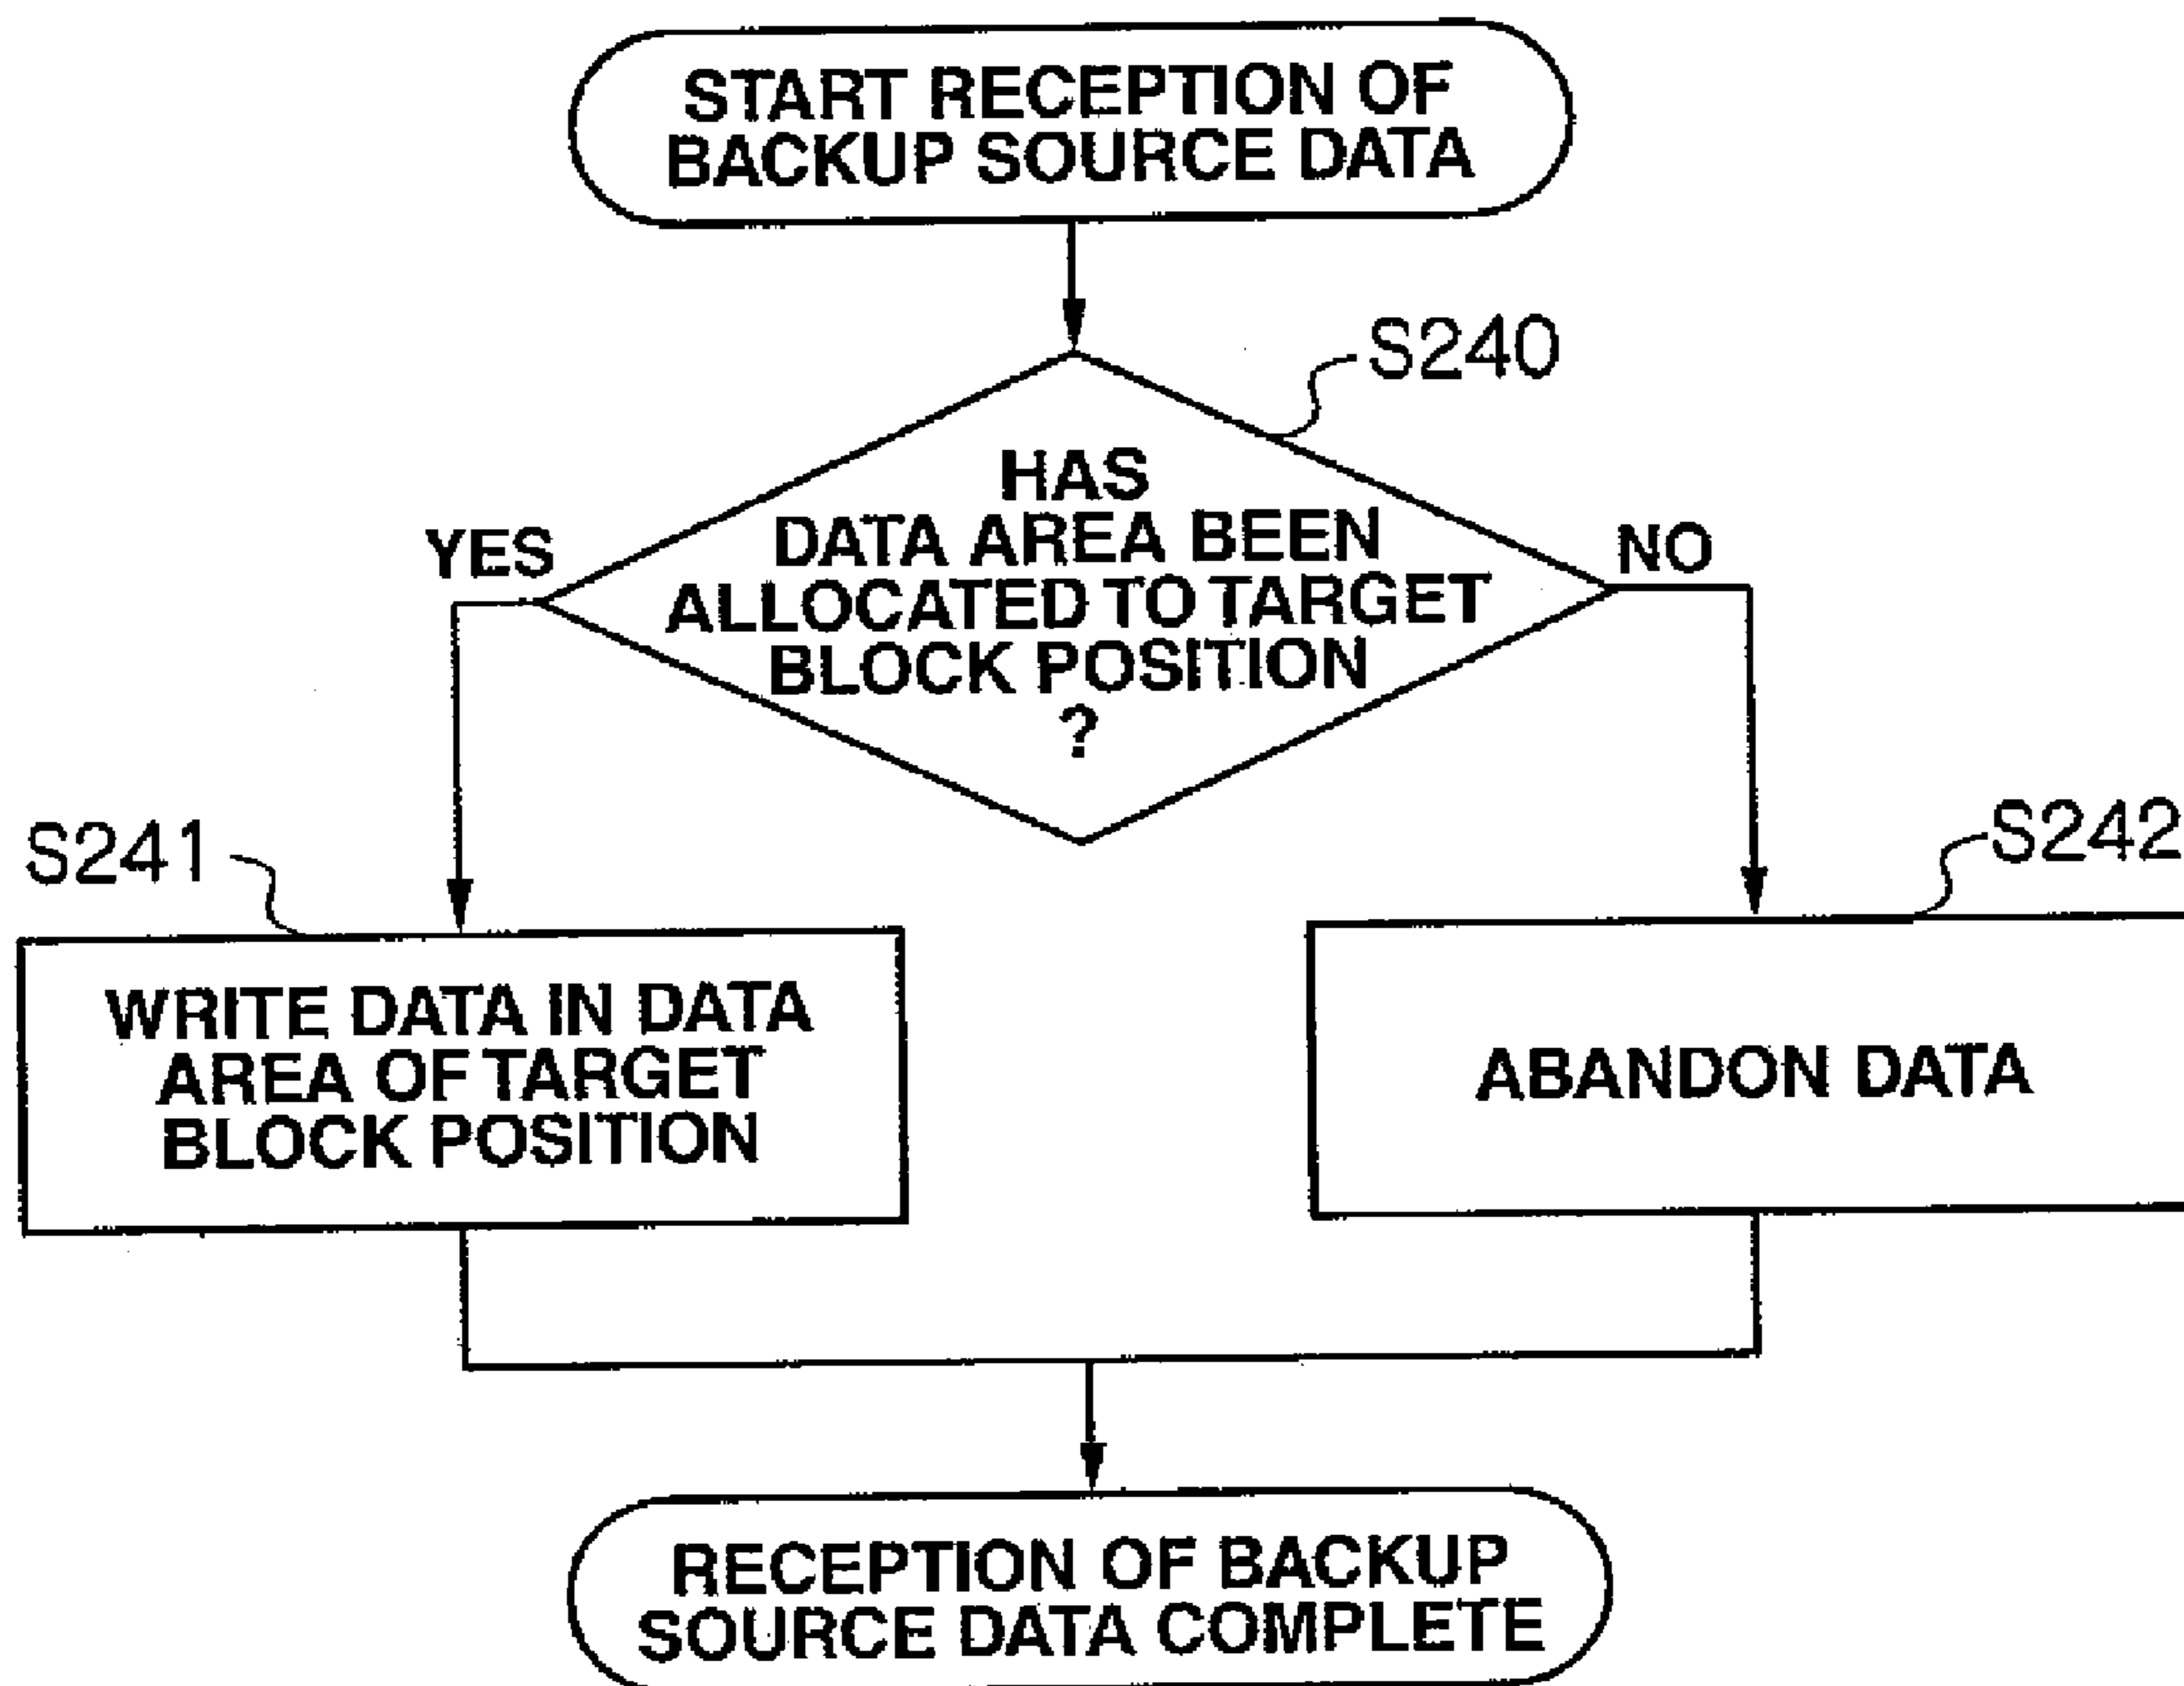 START RECEPTION OF
BACKUP SOURCE DATA
S240
HAS
DATA AREA BEEN
ALLOCATED TO TARGET
BLOCK POSITION
?
YES
NO
S241
S242
WRITE DATA IN DATA
AREA OF TARGET
BLOCK POSITION
ABANDON DATA
RECEPTION OF BACKUP
SOURCE DATA COMPLETE